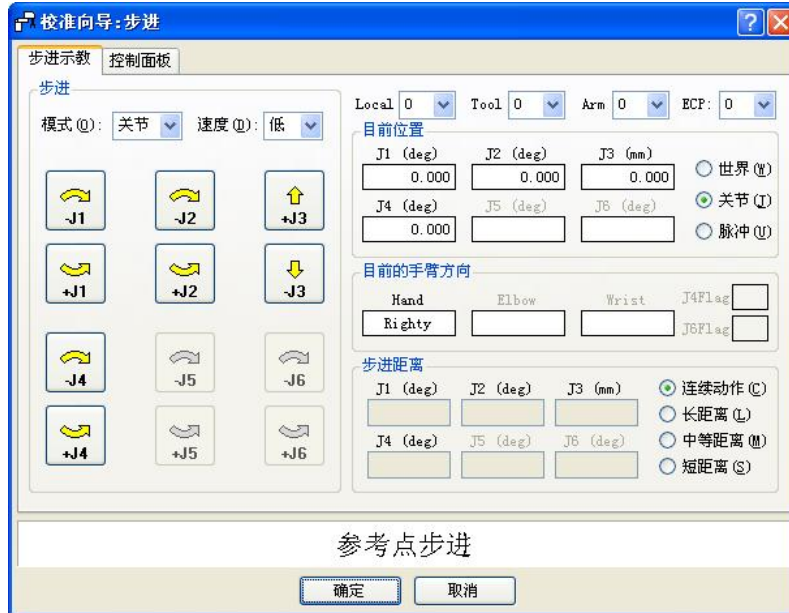 校准向导:步进
步进示教 控制面板
步进
模式(O): 关节 速度(D): 低
-J1 -J2 +J3
+J1 +J2 -J3
-J4 -J5 -J6
+J4 +J5 +J6
Local 0 Tool 0 Arm 0 ECP: 0
目前位置
J1 (deg) J2 (deg) J3 (mm)
0.000 0.000 0.000
J4 (deg) J5 (deg) J6 (deg)
0.000
世界(W)
关节(J)
脉冲(U)
目前的手臂方向
Hand Elbow Wrist J4Flag
Righty J6Flag
步进距离
J1 (deg) J2 (deg) J3 (mm)
J4 (deg) J5 (deg) J6 (deg)
连续动作(C)
长距离(L)
中等距离(M)
短距离(S)
参考点步进
确定 取消